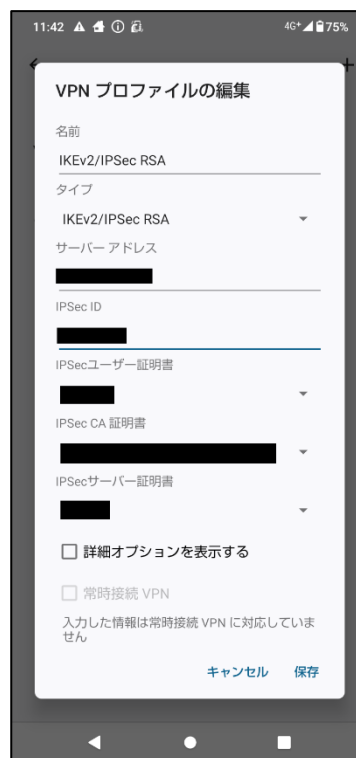 11:42
4G+ 75%
VPN プロファイルの編集
名前
IKEv2/IPSec RSA
タイプ
IKEv2/IPSec RSA
サーバー アドレス
IPSec ID
IPSecユーザー証明書
IPSec CA 証明書
IPSecサーバー証明書
詳細オプションを表示する
常時接続 VPN
入力した情報は常時接続 VPN に対応していま
せん
キャンセル 保存